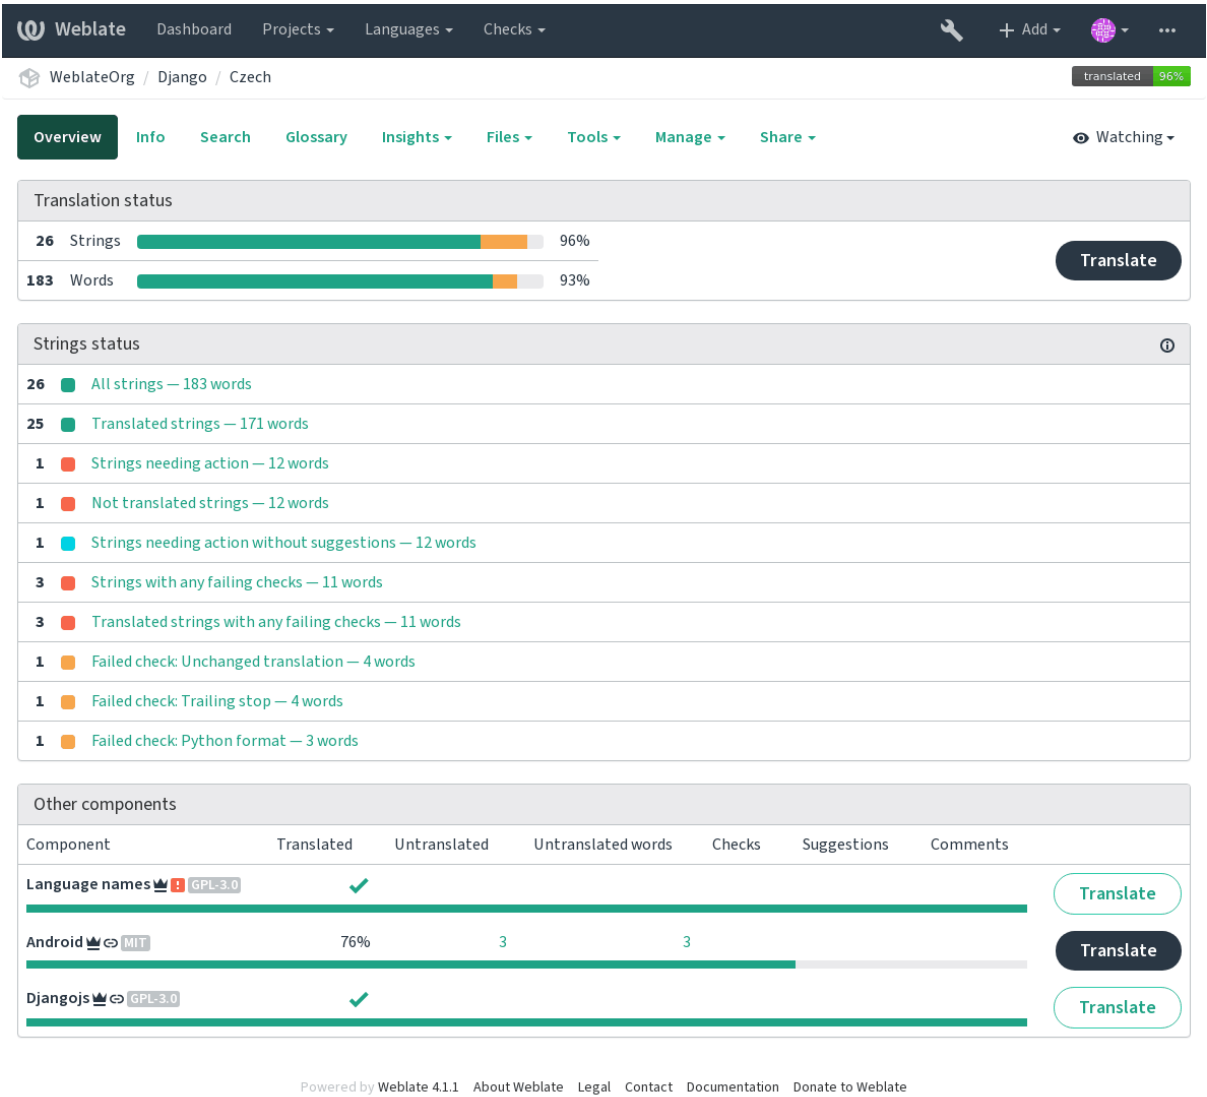 Weblate Dashboard Projects Languages Checks Add
WeblateOrg / Django / Czech translated 96%
Overview Info Search Glossary Insights Files Tools Manage Share Watching
Translation status
26 Strings 96%
183 Words 93%
Translate
Strings status
26 All strings — 183 words
25 Translated strings — 171 words
1 Strings needing action — 12 words
1 Not translated strings — 12 words
1 Strings needing action without suggestions — 12 words
3 Strings with any failing checks — 11 words
3 Translated strings with any failing checks — 11 words
1 Failed check: Unchanged translation — 4 words
1 Failed check: Trailing stop — 4 words
1 Failed check: Python format — 3 words
Other components
Component Translated Untranslated Untranslated words Checks Suggestions Comments
Language names GPL-3.0 Translate
Android MIT 76% 3 3 Translate
Djangojs GPL-3.0 Translate
Powered by Weblate 4.1.1 About Weblate Legal Contact Documentation Donate to Weblate